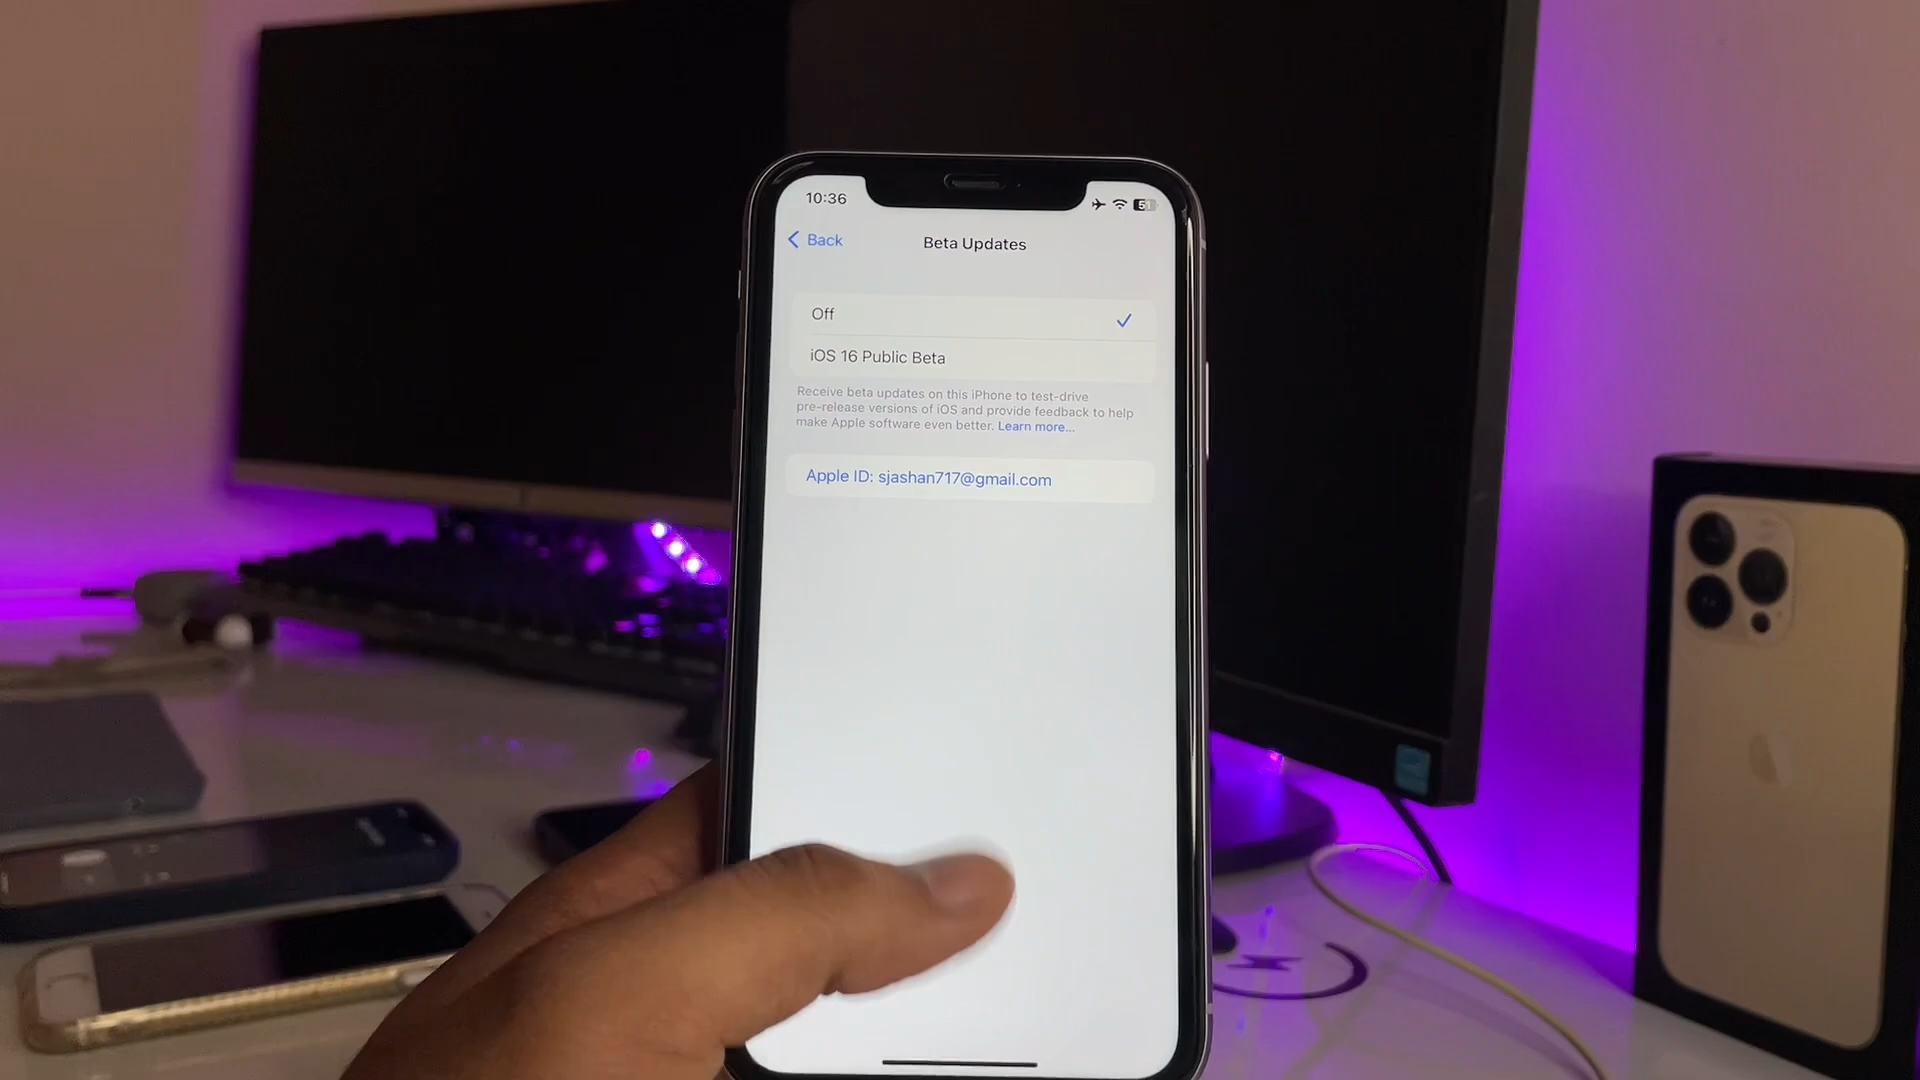 10:36
51
Back
Beta Updates
Off
iOS 16 Public Beta
Receive beta updates on this iPhone to test-drive
pre-release versions of iOS and provide feedback to help
make Apple software even better. Learn more...
Apple ID: sjashan717@gmail.com